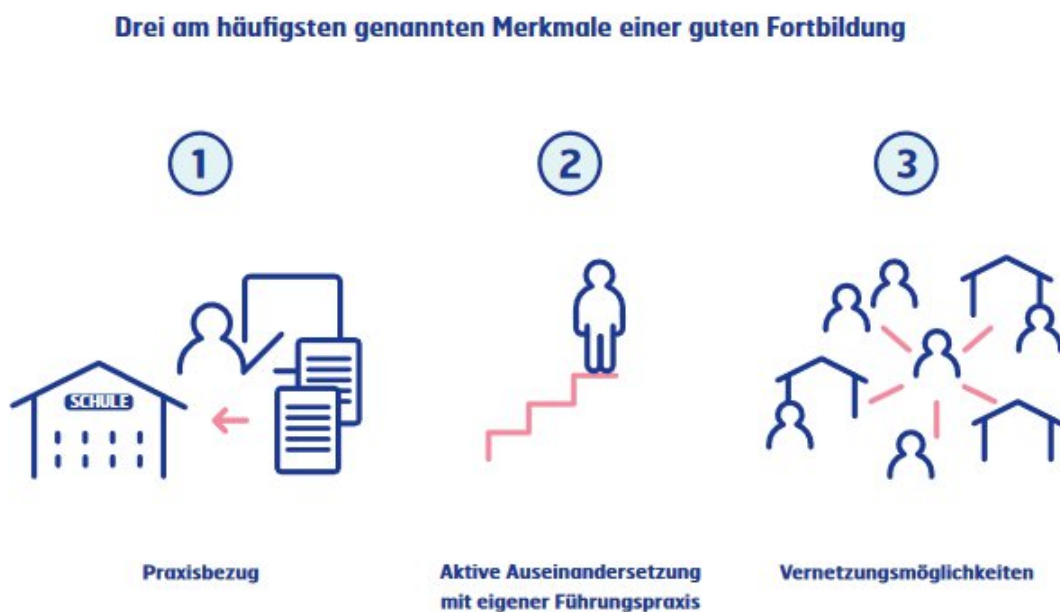 Drei am häufigsten genannten Merkmale einer guten Fortbildung
1
2
3
SCHULE
Praxisbezug
Aktive Auseinandersetzung
mit eigener Führungspraxis
Vernetzungsmöglichkeiten